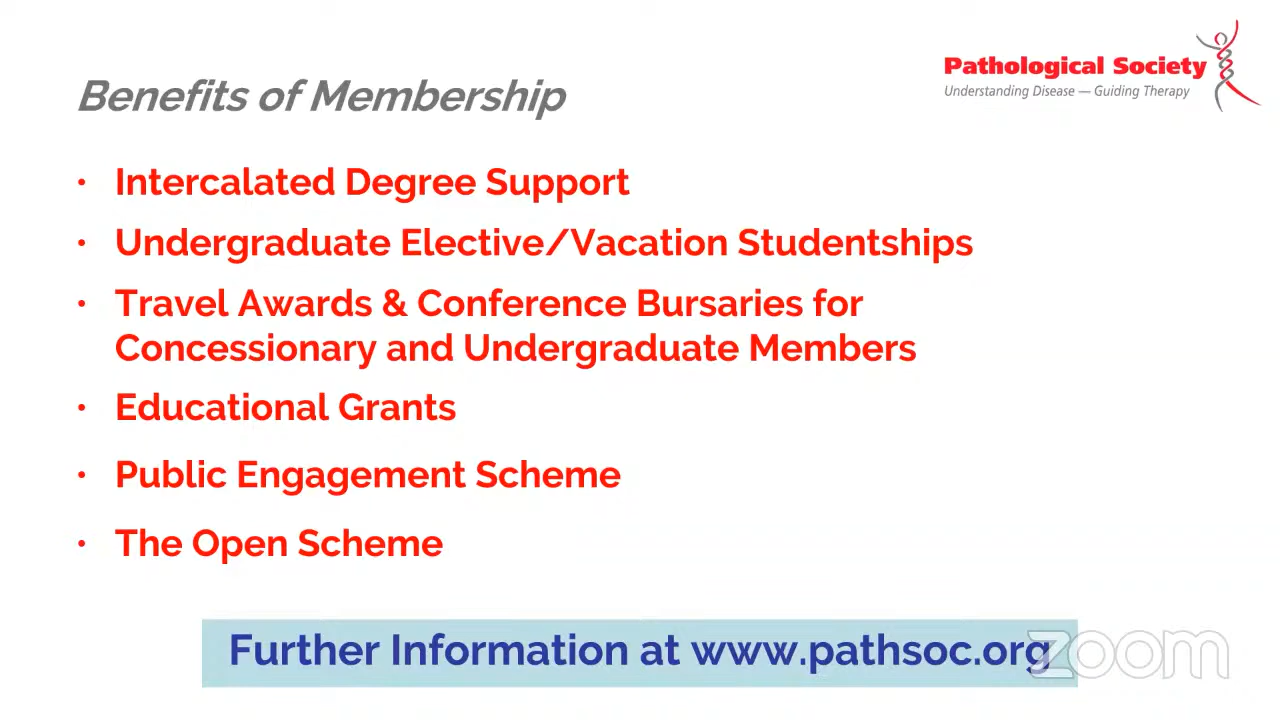 Pathological Society
Understanding Disease — Guiding Therapy
Benefits of Membership
• Intercalated Degree Support
• Undergraduate Elective/Vacation Studentships
• Travel Awards & Conference Bursaries for
Concessionary and Undergraduate Members
• Educational Grants
• Public Engagement Scheme
• The Open Scheme
Further Information at www.pathsoc.org
zoom